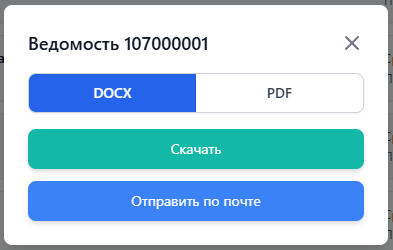 Ведомость 107000001
DOCX
PDF
Скачать
Отправить по почте